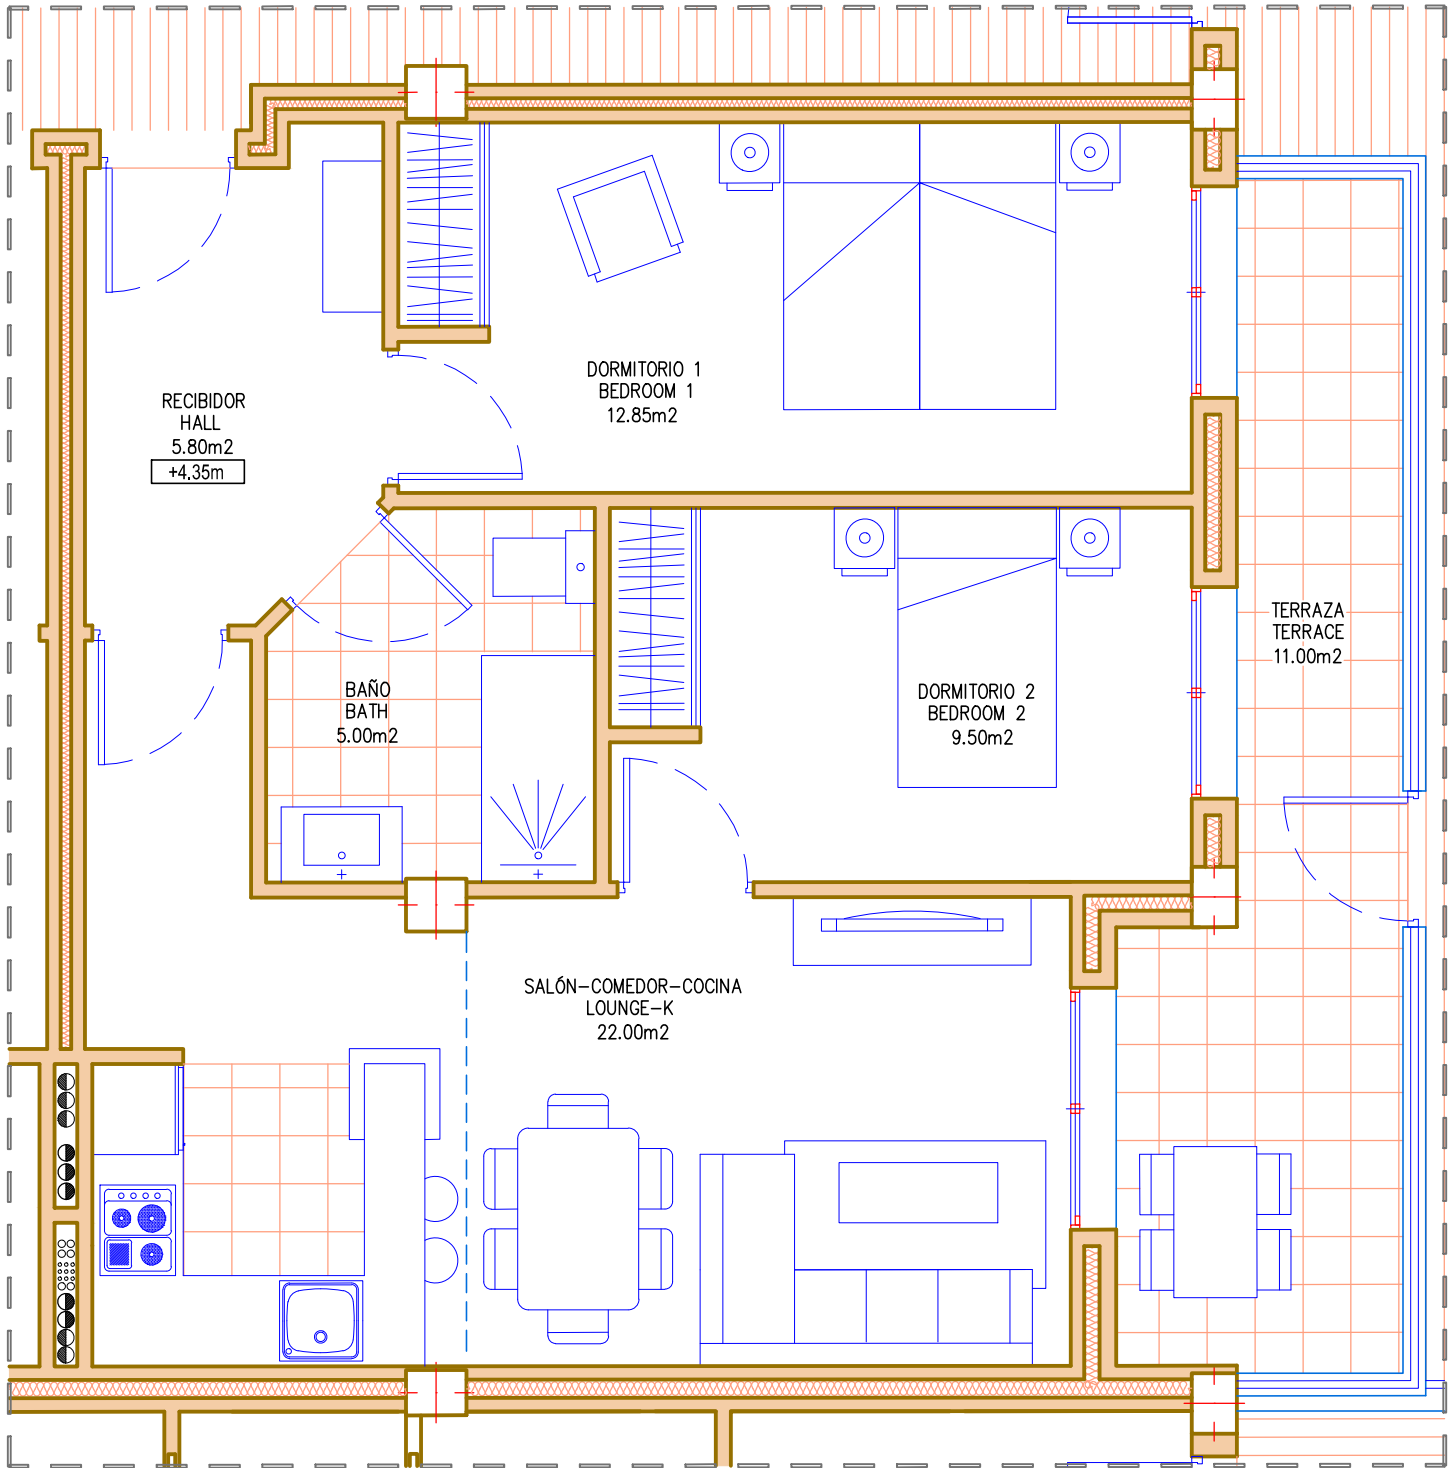 DORMITORIO 1
BEDROOM 1
12.85m2
RECIBIDOR
HALL
5.80m2
+4.35m
TERRAZA
TERRACE
11.00m2
BAÑO
BATH
5.00m2
DORMITORIO 2
BEDROOM 2
9.50m2
SALÓN-COMEDOR-COCINA
LOUNGE-K
22.00m2